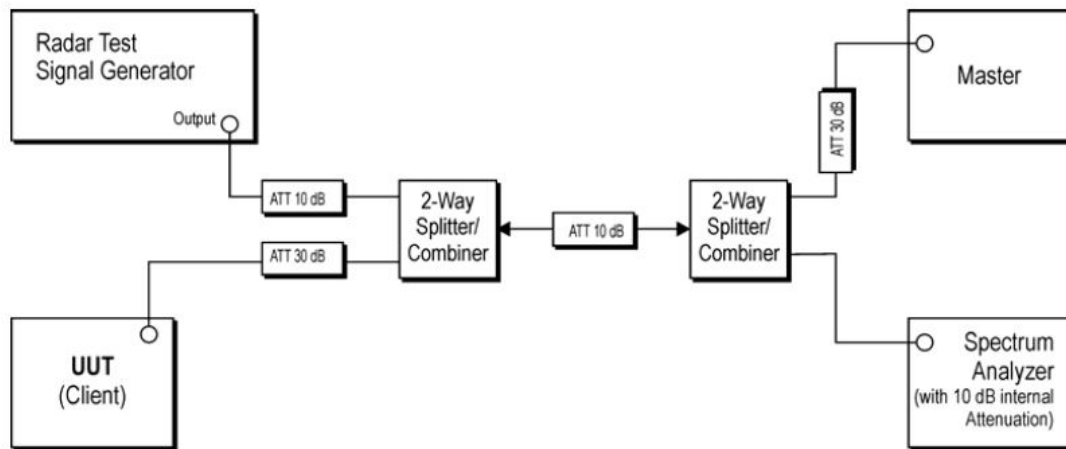 Radar Test
Signal Generator
Output
Master
ATT 30 dB
ATT 10 dB
2-Way
Splitter/
Combiner
ATT 10 dB
2-Way
Splitter/
Combiner
ATT 30 dB
UUT
(Client)
Spectrum
Analyzer
(with 10 dB internal
Attenuation)